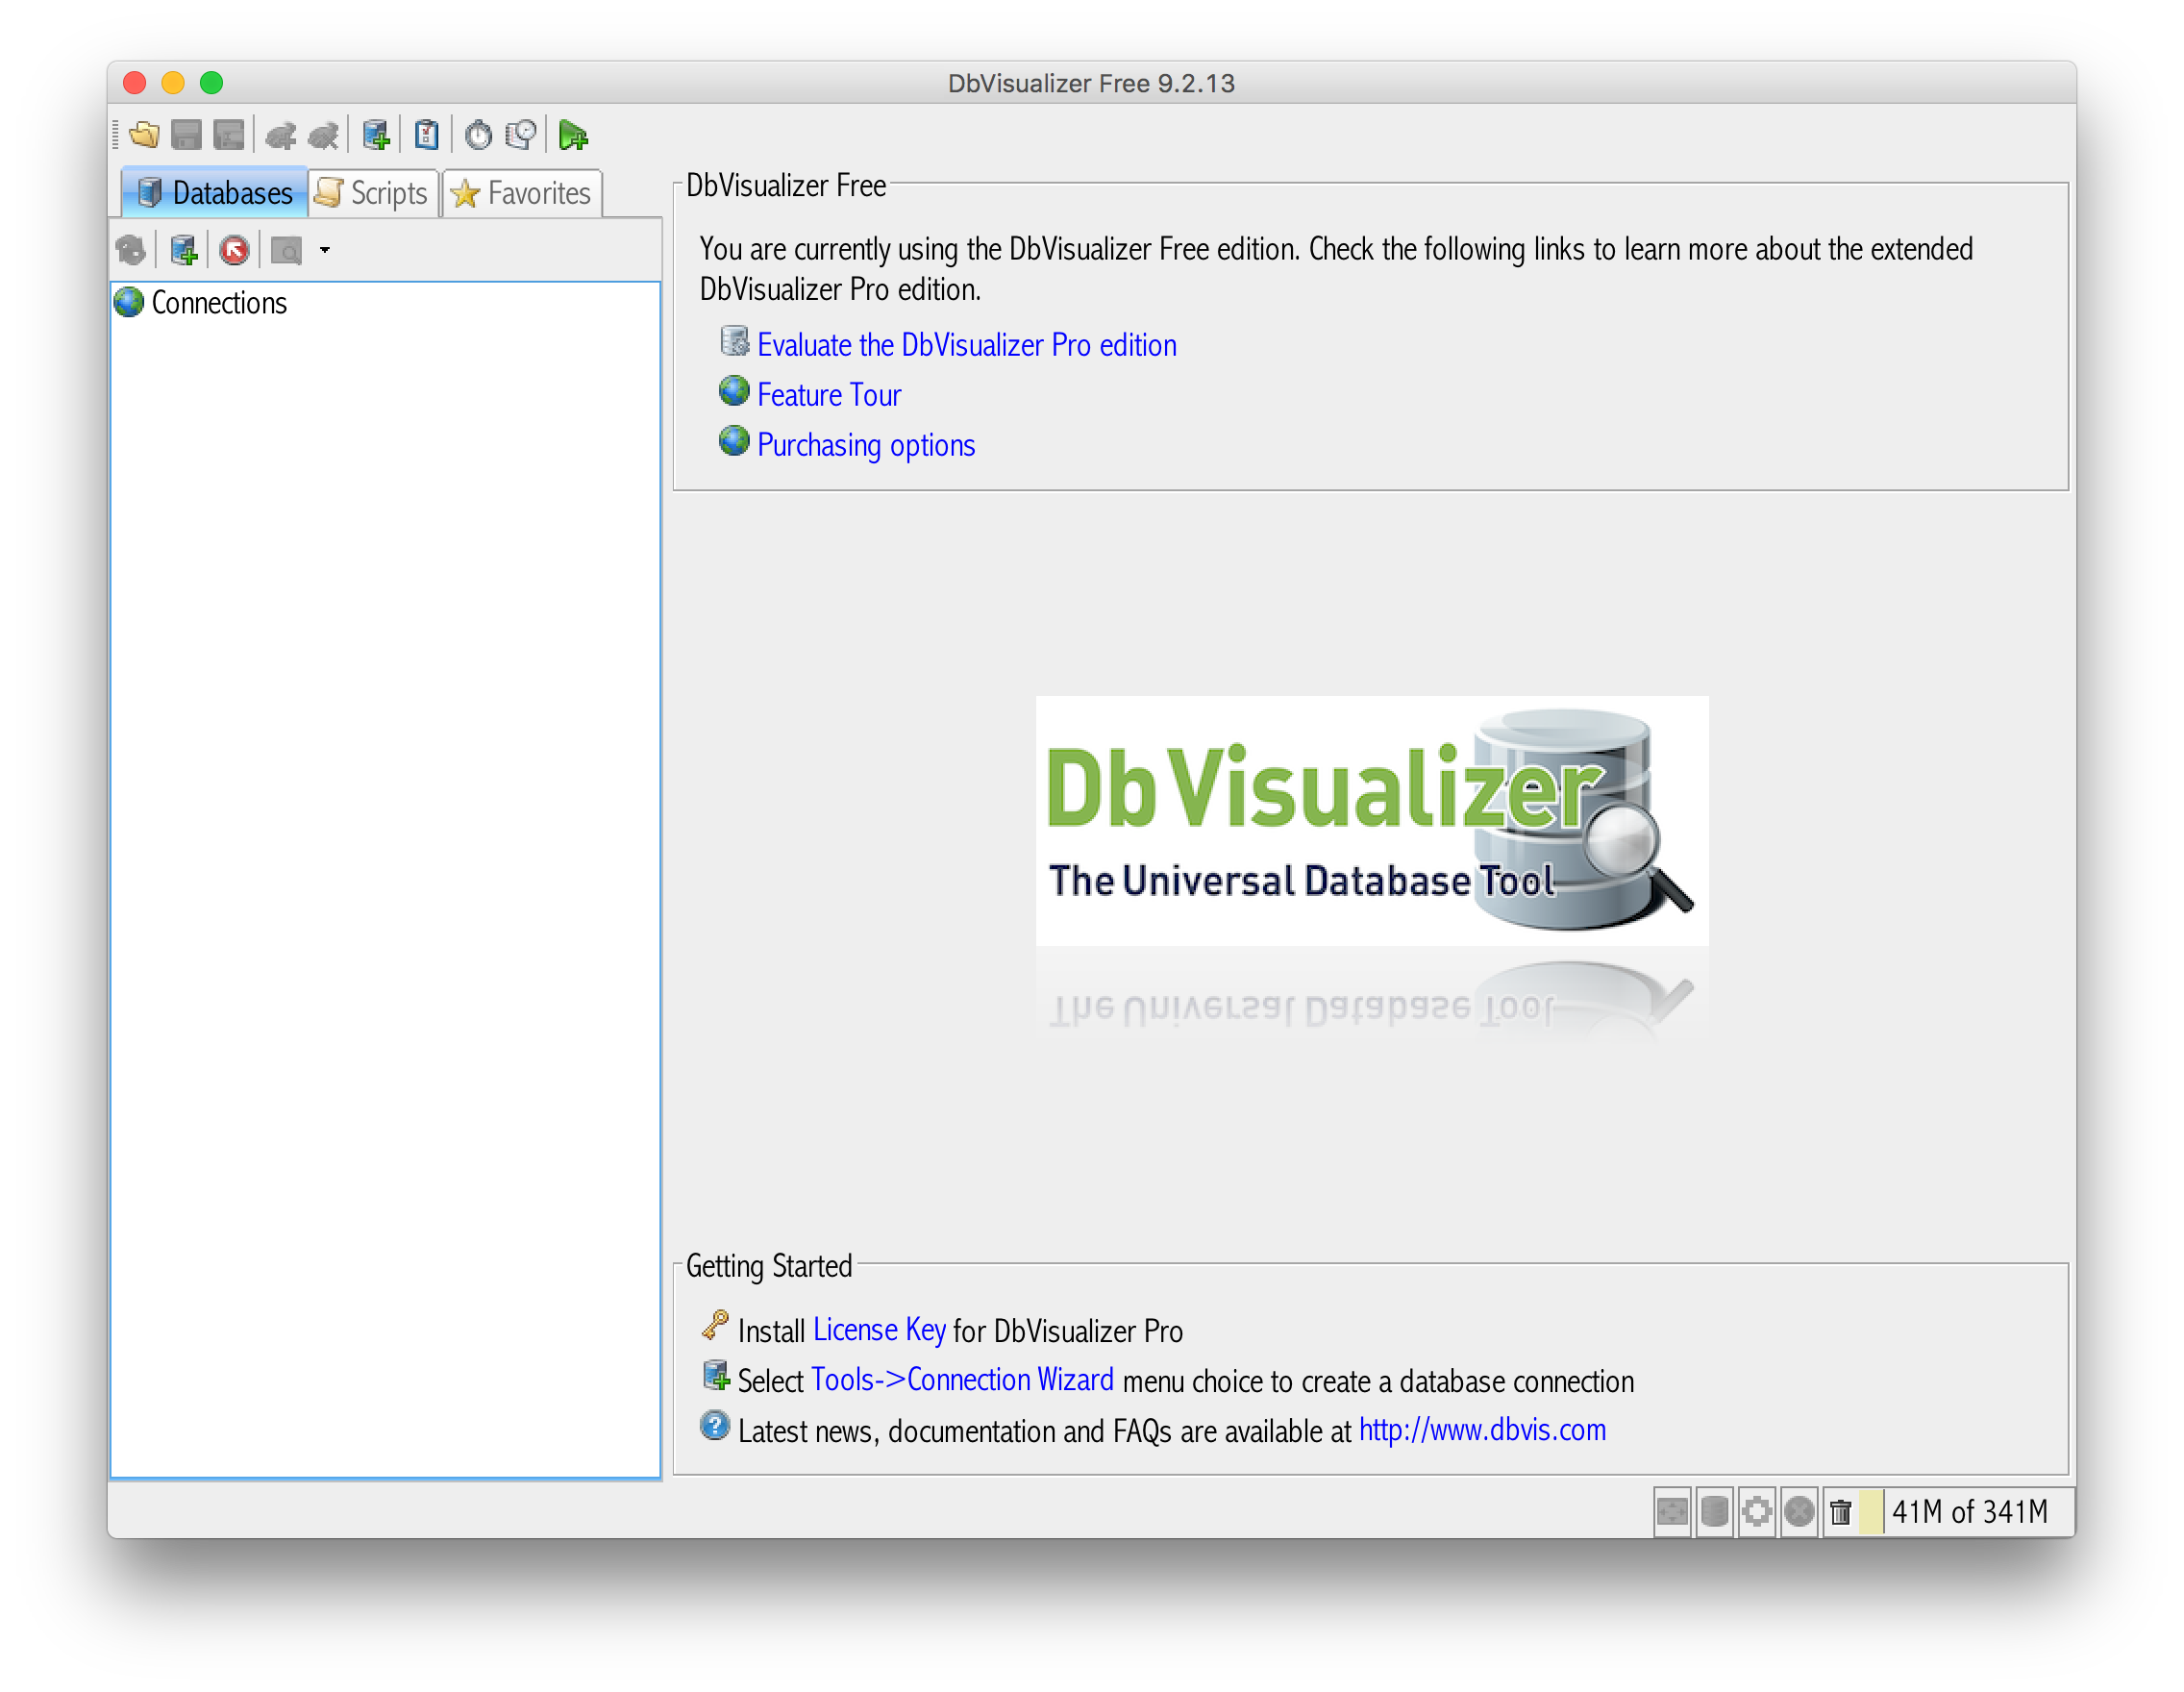 DbVisualizer Free 9.2.13
Databases
Scripts
Favorites
Connections
DbVisualizer Free
You are currently using the DbVisualizer Free edition. Check the following links to learn more about the extended
DbVisualizer Pro edition.
Evaluate the DbVisualizer Pro edition
Feature Tour
Purchasing options
DbVisualizer
The Universal Database Tool
The Universal Database Tool
Getting Started
Install License Key for DbVisualizer Pro
Select Tools->Connection Wizard menu choice to create a database connection
Latest news, documentation and FAQs are available at http://www.dbvis.com
41M of 341M